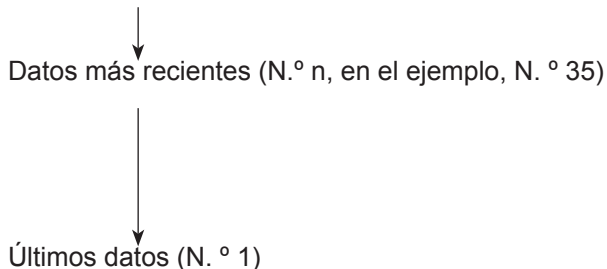 Datos más recientes (N.º n, en el ejemplo, N. º 35)
Últimos datos (N. º 1)